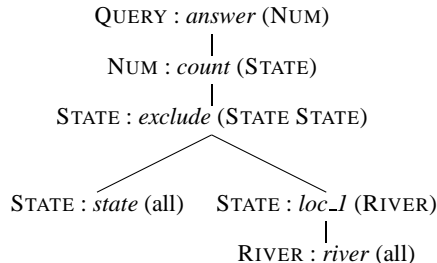 QUERY : answer (NUM)
NUM : count (STATE)
STATE : exclude (STATE STATE)
STATE : state (all) STATE : loc_1 (RIVER)
RIVER : river (all)